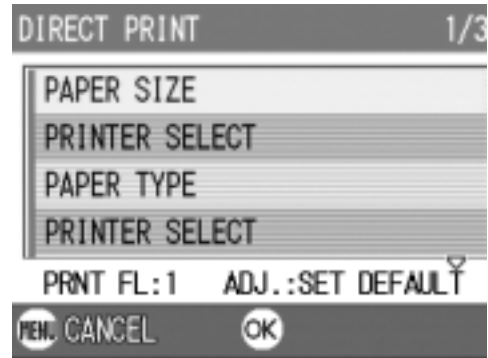 DIRECT PRINT 1/3
PAPER SIZE
PRINTER SELECT
PAPER TYPE
PRINTER SELECT
PRNT FL:1 ADJ.:SET DEFAULT
MEN. CANCEL OK